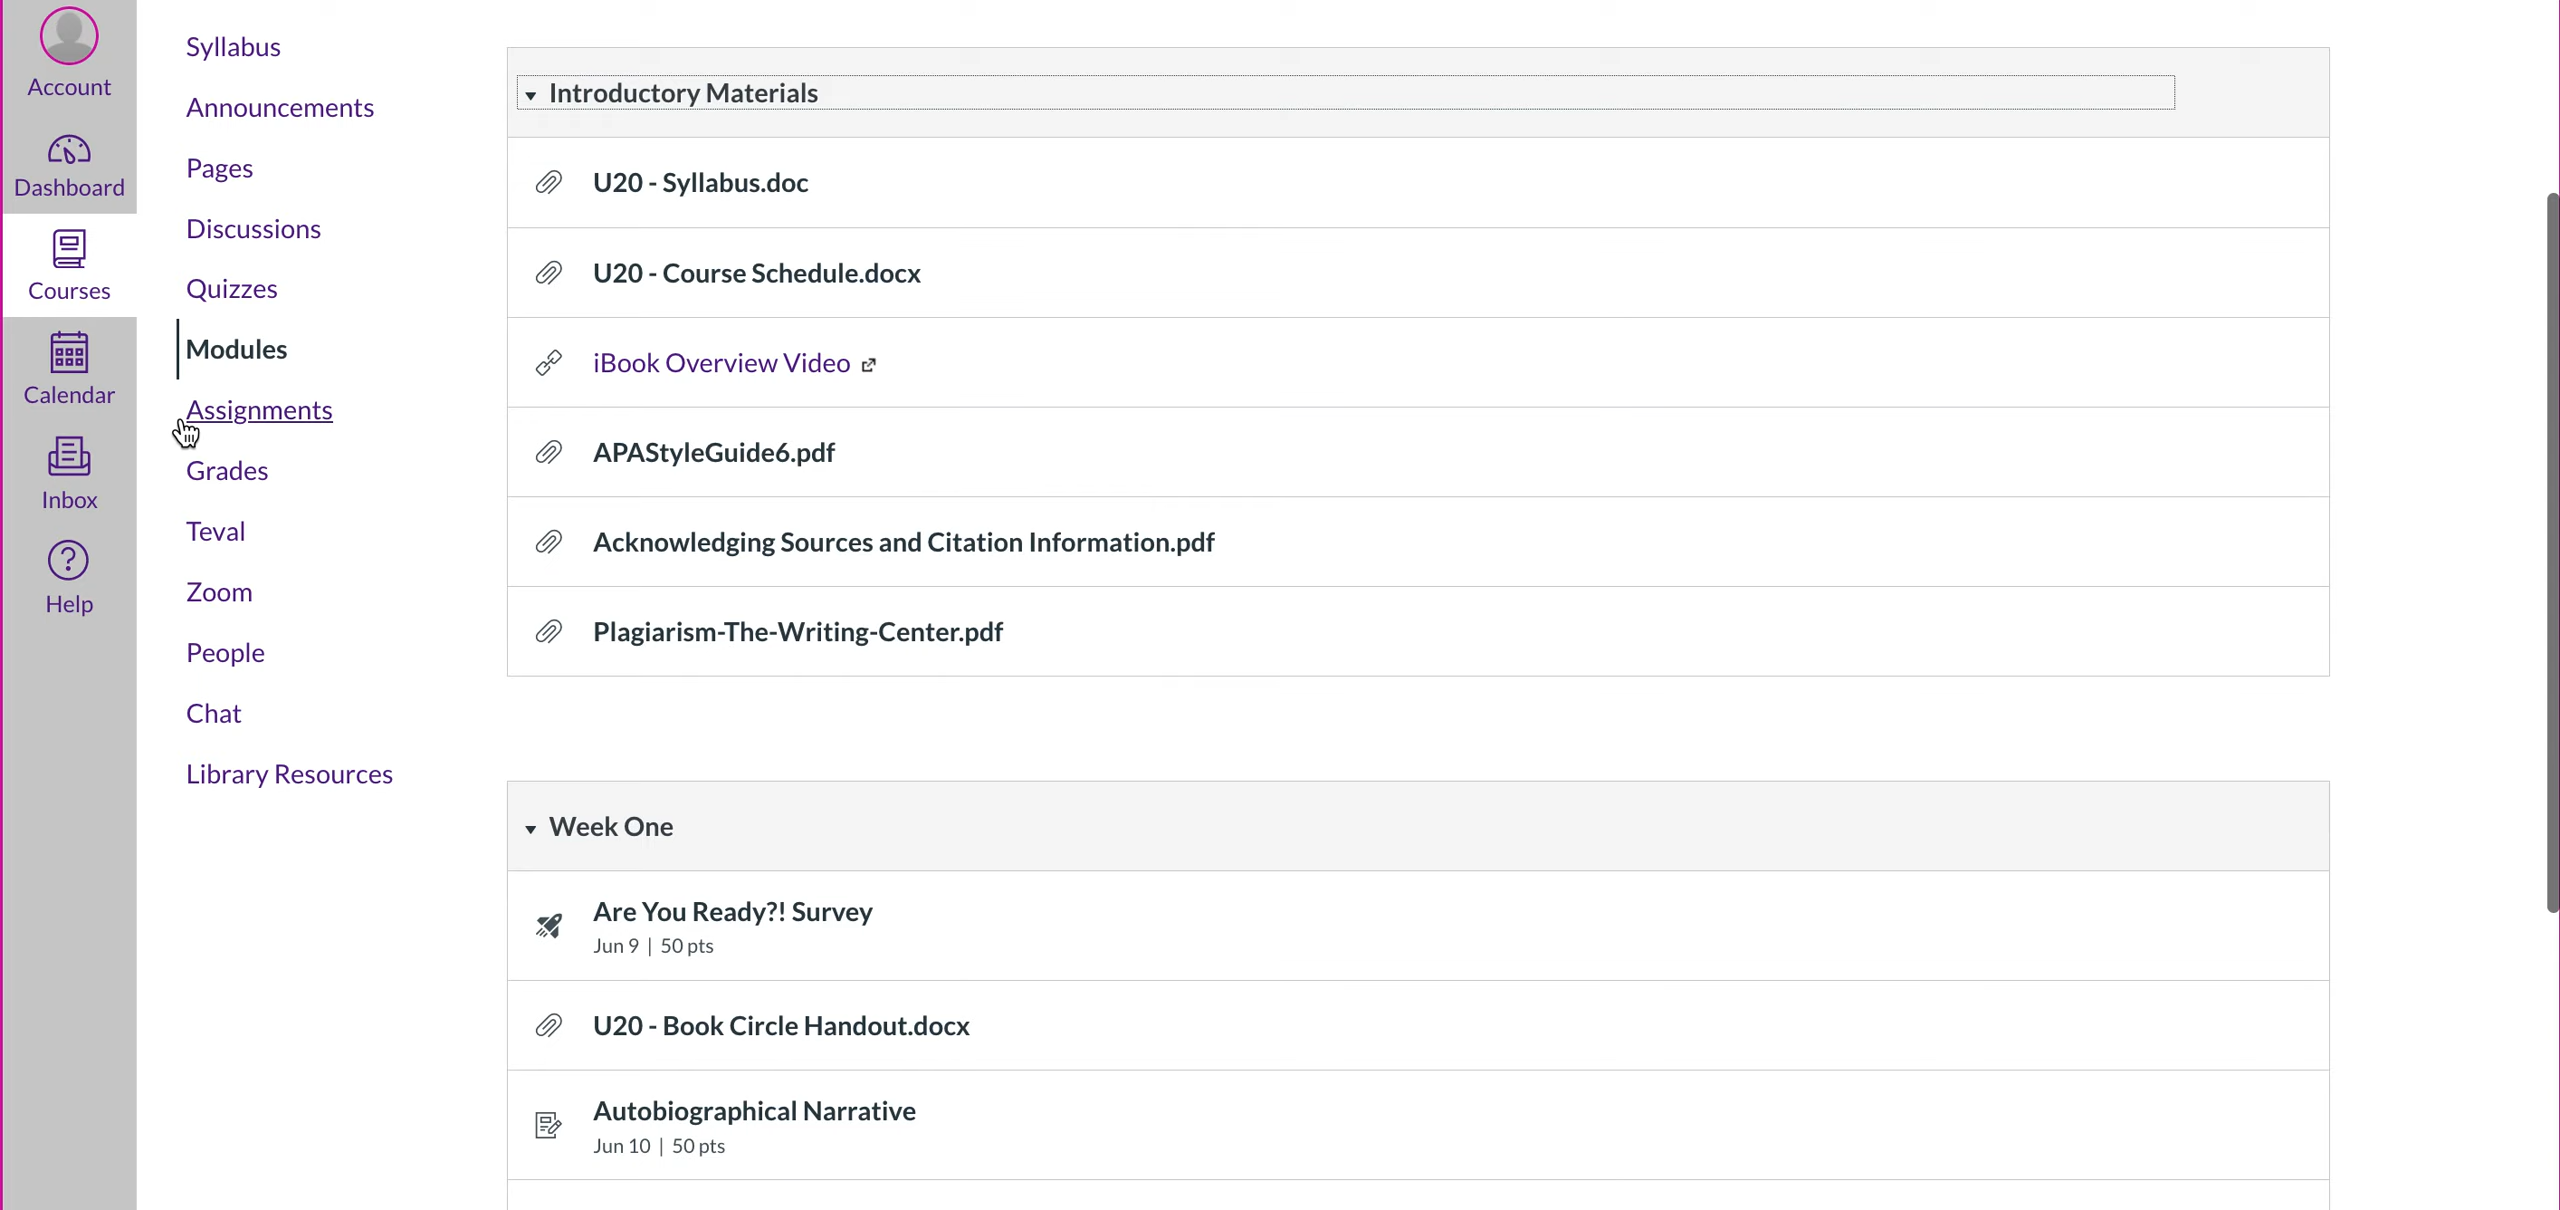 Account
Dashboard
Courses
Calendar
Inbox
Help
Syllabus
Announcements
Pages
Discussions
Quizzes
Modules
Assignments
Grades
Teval
Zoom
People
Chat
Library Resources
Introductory Materials
U20 - Syllabus.doc
U20 - Course Schedule.docx
iBook Overview Video
APAStyleGuide6.pdf
Acknowledging Sources and Citation Information.pdf
Plagiarism-The-Writing-Center.pdf
Week One
Are You Ready?! Survey
Jun 9 | 50 pts
U20 - Book Circle Handout.docx
Autobiographical Narrative
Jun 10 | 50 pts